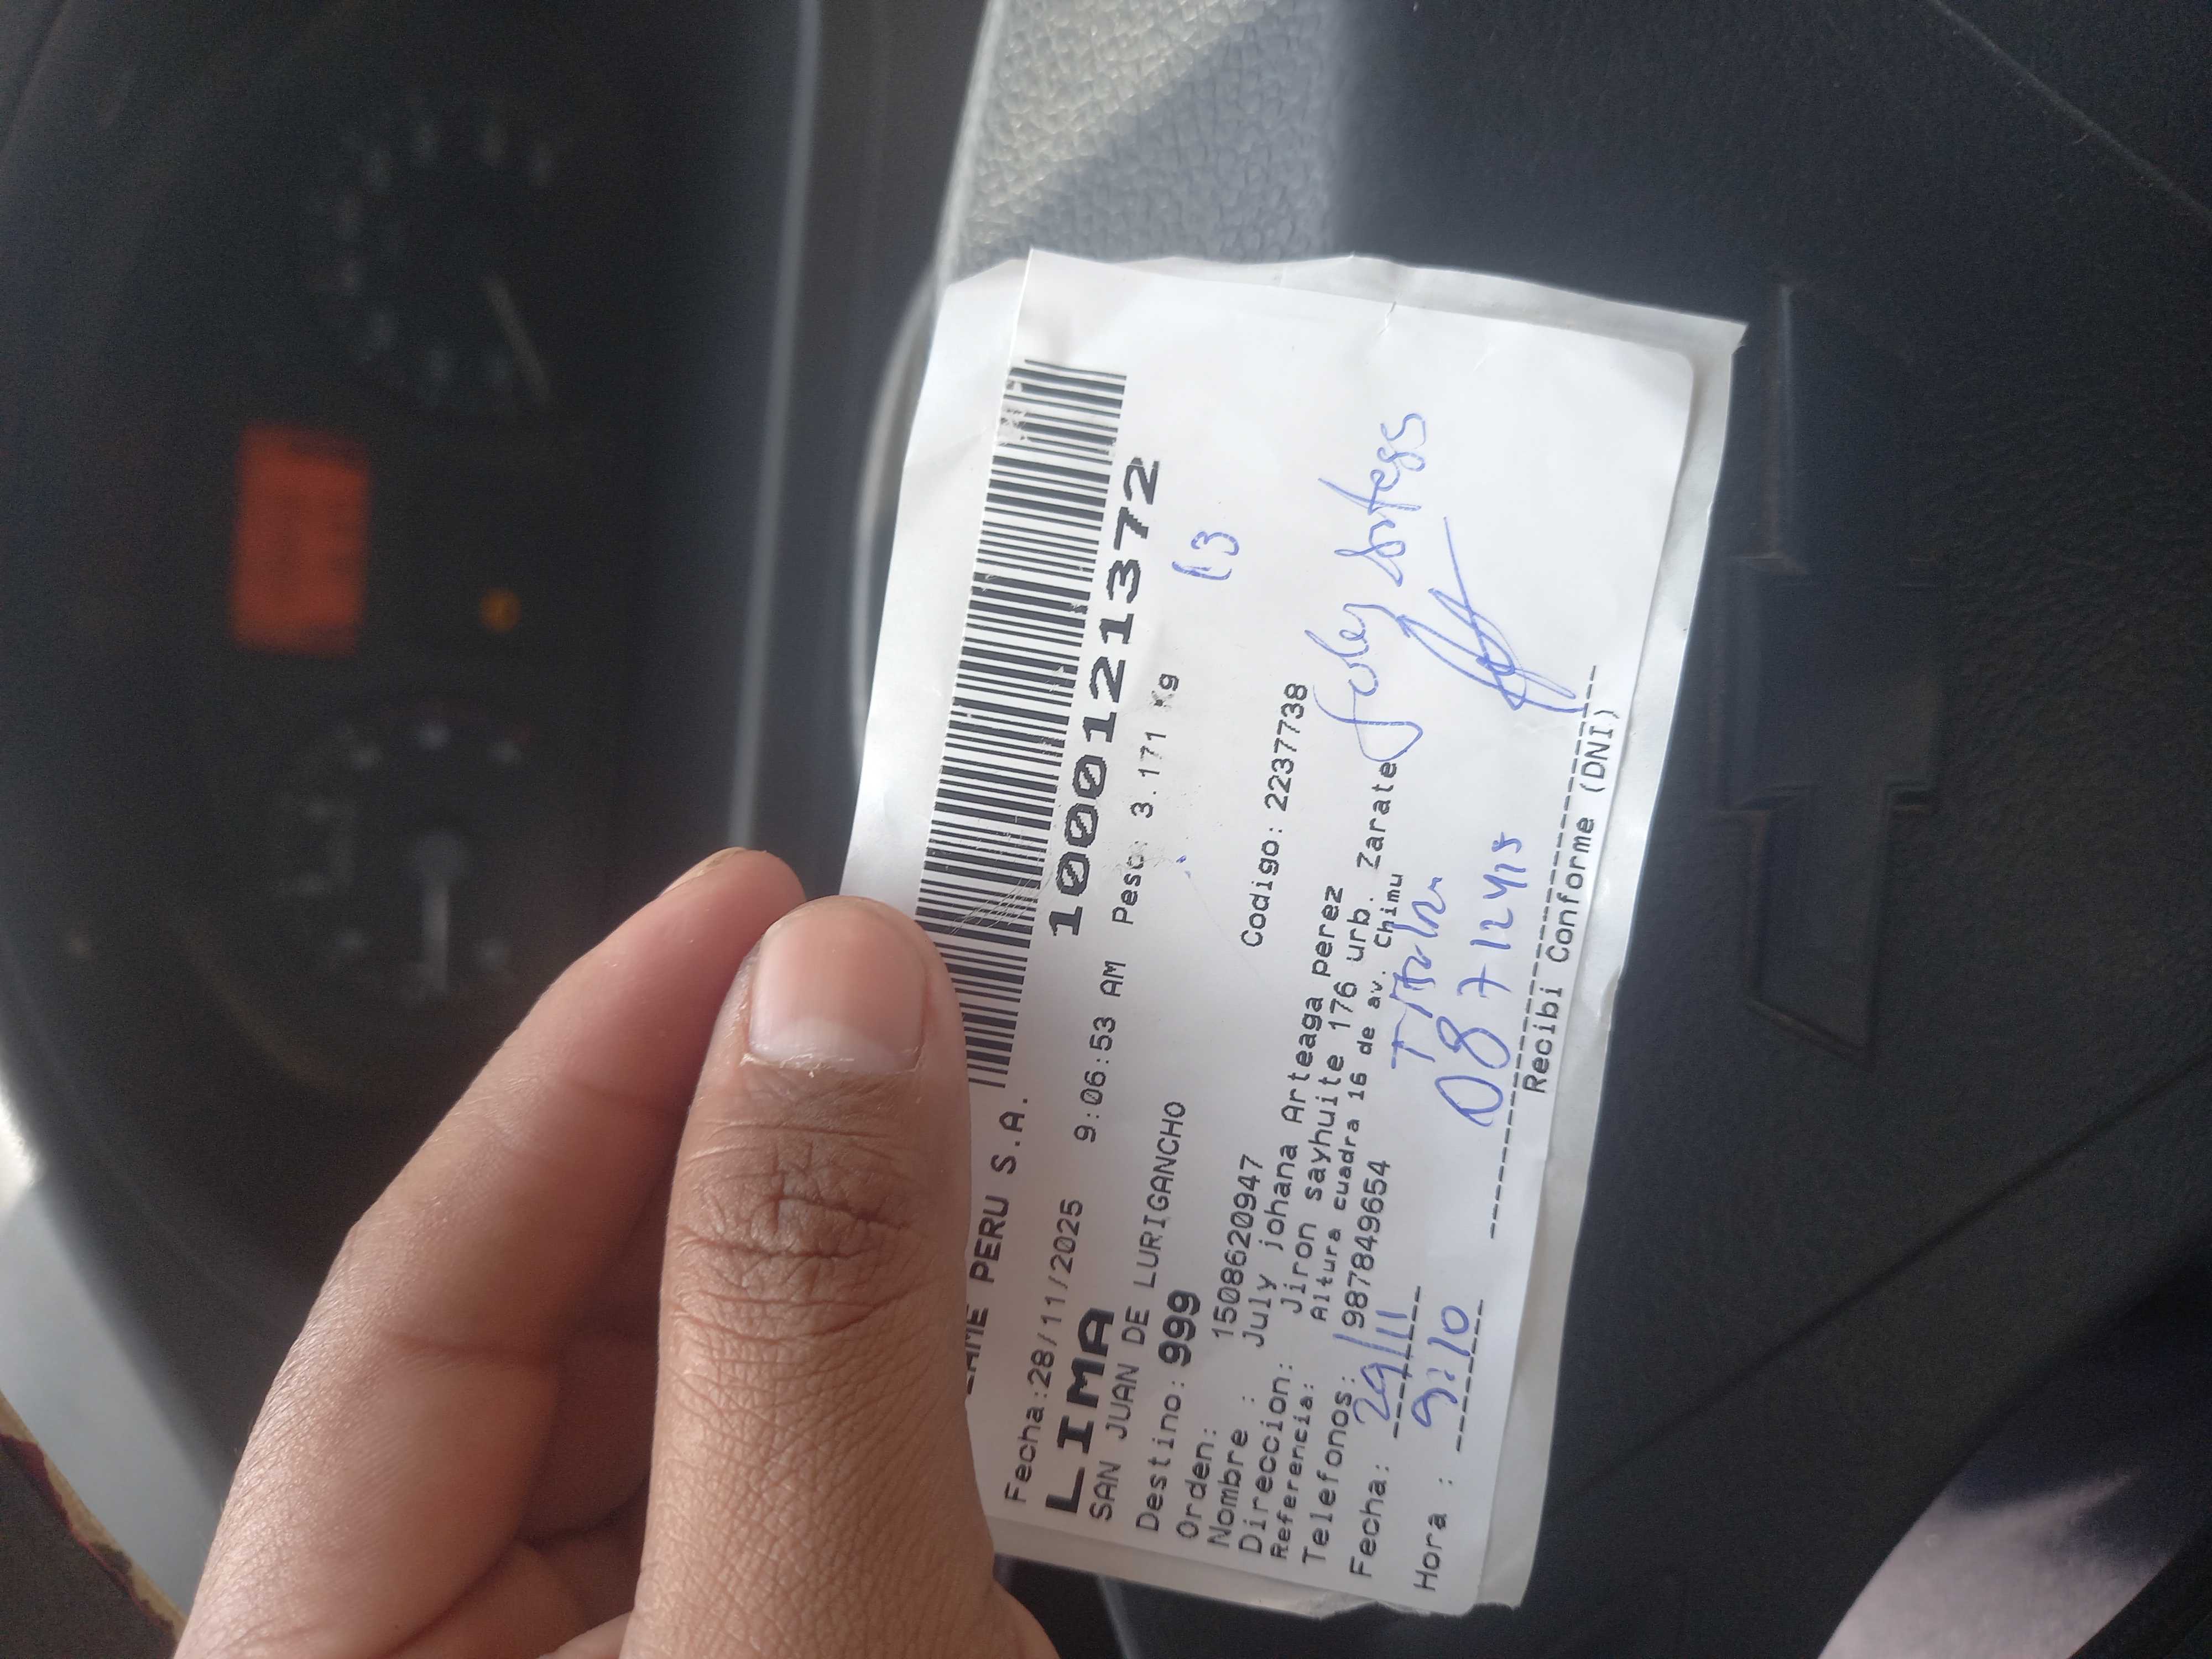 PERU S.A.
1000121372
Fecha:28/11/2025 9:06:53 AM Peso: 3.171 Kg
LIMA
SAN JUAN DE LURIGANCHO
13
Destino: 999
Orden: 1508620947 Codigo: 2237738
Nombre : July johana Arteaga perez
Direccion: Jiron sayhuite 176 urb. Zarate
Referencia: Altura cuadra 16 de av. Chimu
Telefonos: 987849654
Fecha: 29/11
Hora : 9:10
Recibi Conforme (DNI)